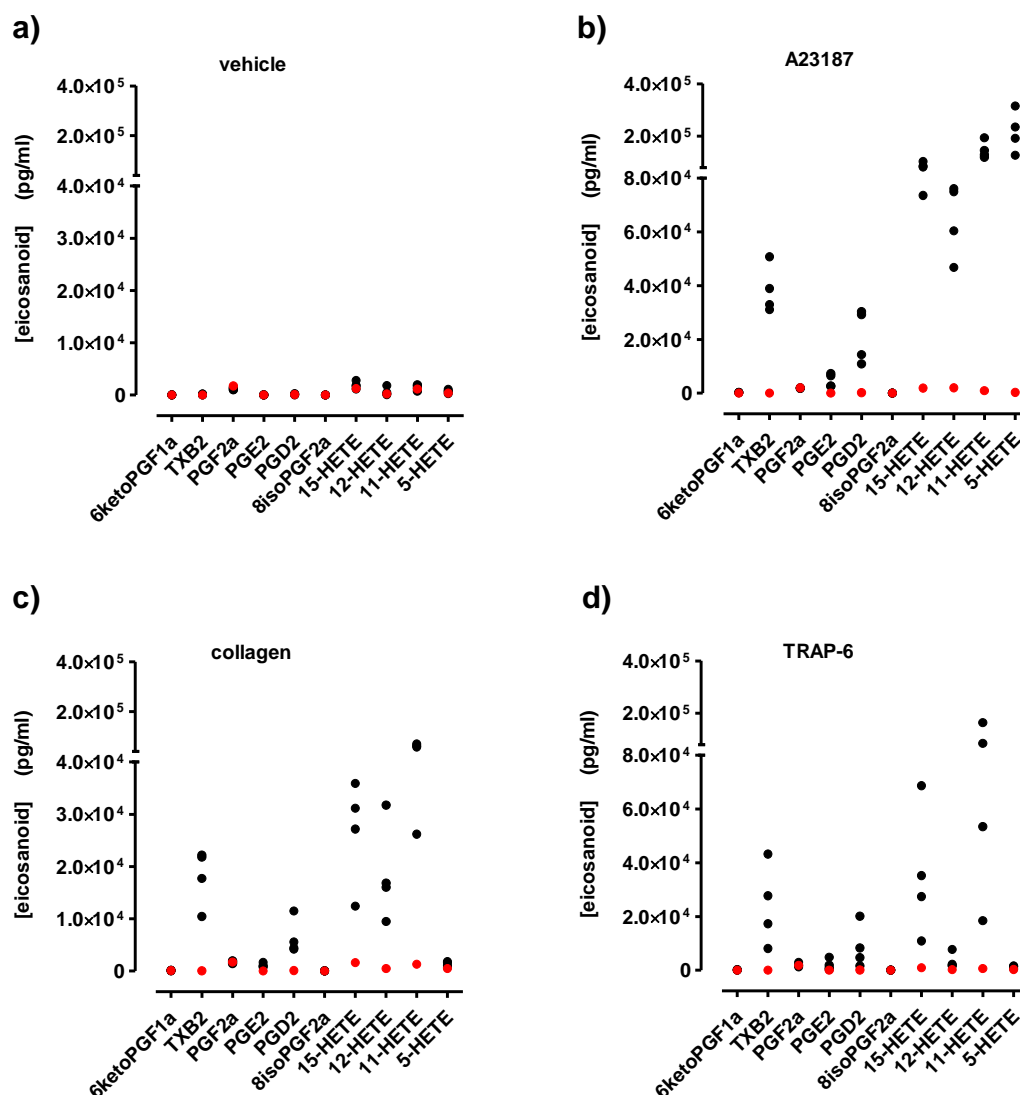 a)
vehicle
[eicosanoid] (pg/ml)
4.0×10⁵
2.0×10⁵
4.0×10⁴
3.0×10⁴
2.0×10⁴
1.0×10⁴
0
6ketoPGF1a
TXB2
PGF2a
PGE2
PGD2
8isoPGF2a
15-HETE
12-HETE
11-HETE
5-HETE
b)
A23187
[eicosanoid] (pg/ml)
4.0×10⁵
2.0×10⁵
8.0×10⁴
6.0×10⁴
4.0×10⁴
2.0×10⁴
0
6ketoPGF1a
TXB2
PGF2a
PGE2
PGD2
8isoPGF2a
15-HETE
12-HETE
11-HETE
5-HETE
c)
collagen
[eicosanoid] (pg/ml)
4.0×10⁵
2.0×10⁵
4.0×10⁴
3.0×10⁴
2.0×10⁴
1.0×10⁴
0
6ketoPGF1a
TXB2
PGF2a
PGE2
PGD2
8isoPGF2a
15-HETE
12-HETE
11-HETE
5-HETE
d)
TRAP-6
[eicosanoid] (pg/ml)
4.0×10⁵
2.0×10⁵
8.0×10⁴
6.0×10⁴
4.0×10⁴
2.0×10⁴
0
6ketoPGF1a
TXB2
PGF2a
PGE2
PGD2
8isoPGF2a
15-HETE
12-HETE
11-HETE
5-HETE